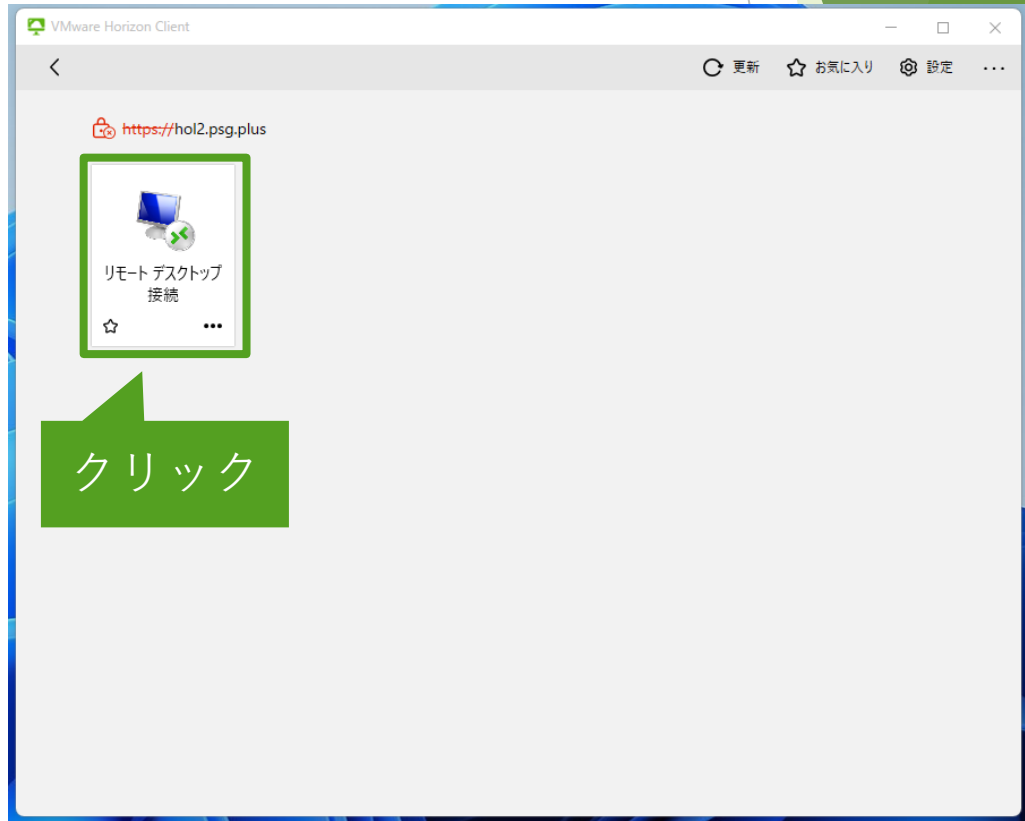 VMware Horizon Client
更新 お気に入り 設定
https://hol2.psg.plus
リモート デスクトップ
接続
クリック